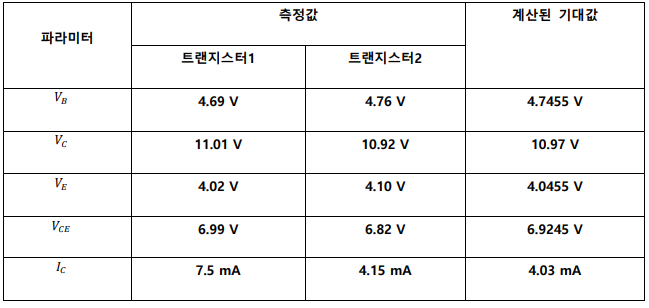 파라미터 측정값 계산된 기대값
트랜지스터1 트랜지스터2
V_B 4.69 V 4.76 V 4.7455 V
V_C 11.01 V 10.92 V 10.97 V
V_E 4.02 V 4.10 V 4.0455 V
V_CE 6.99 V 6.82 V 6.9245 V
I_C 7.5 mA 4.15 mA 4.03 mA